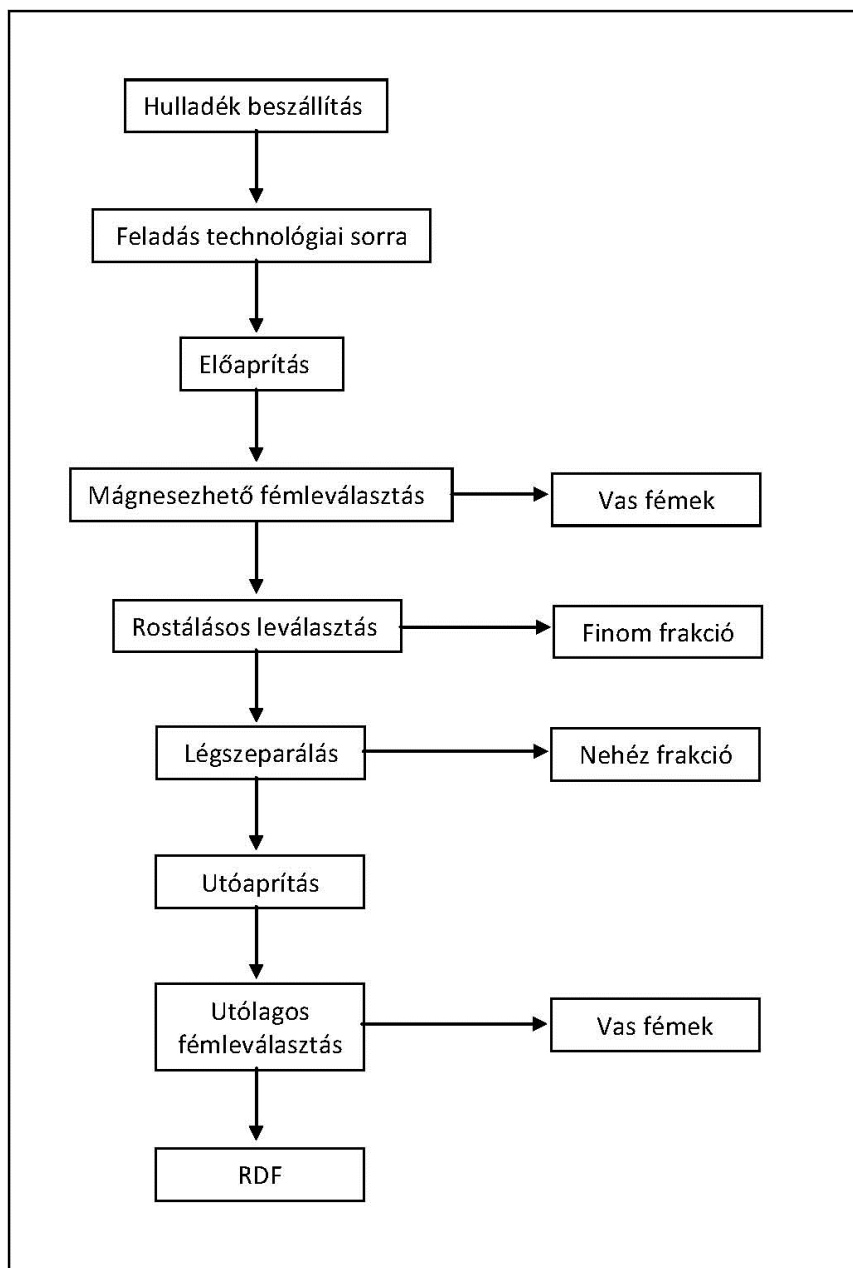 Hulladék beszállítás
Feladás technológiai sorra
Előaprítás
Mágnesezhető fémleválasztás
Vas fémek
Rostálásos leválasztás
Finom frakció
Légszeparálás
Nehéz frakció
Utóaprítás
Utólagos
fémleválasztás
Vas fémek
RDF